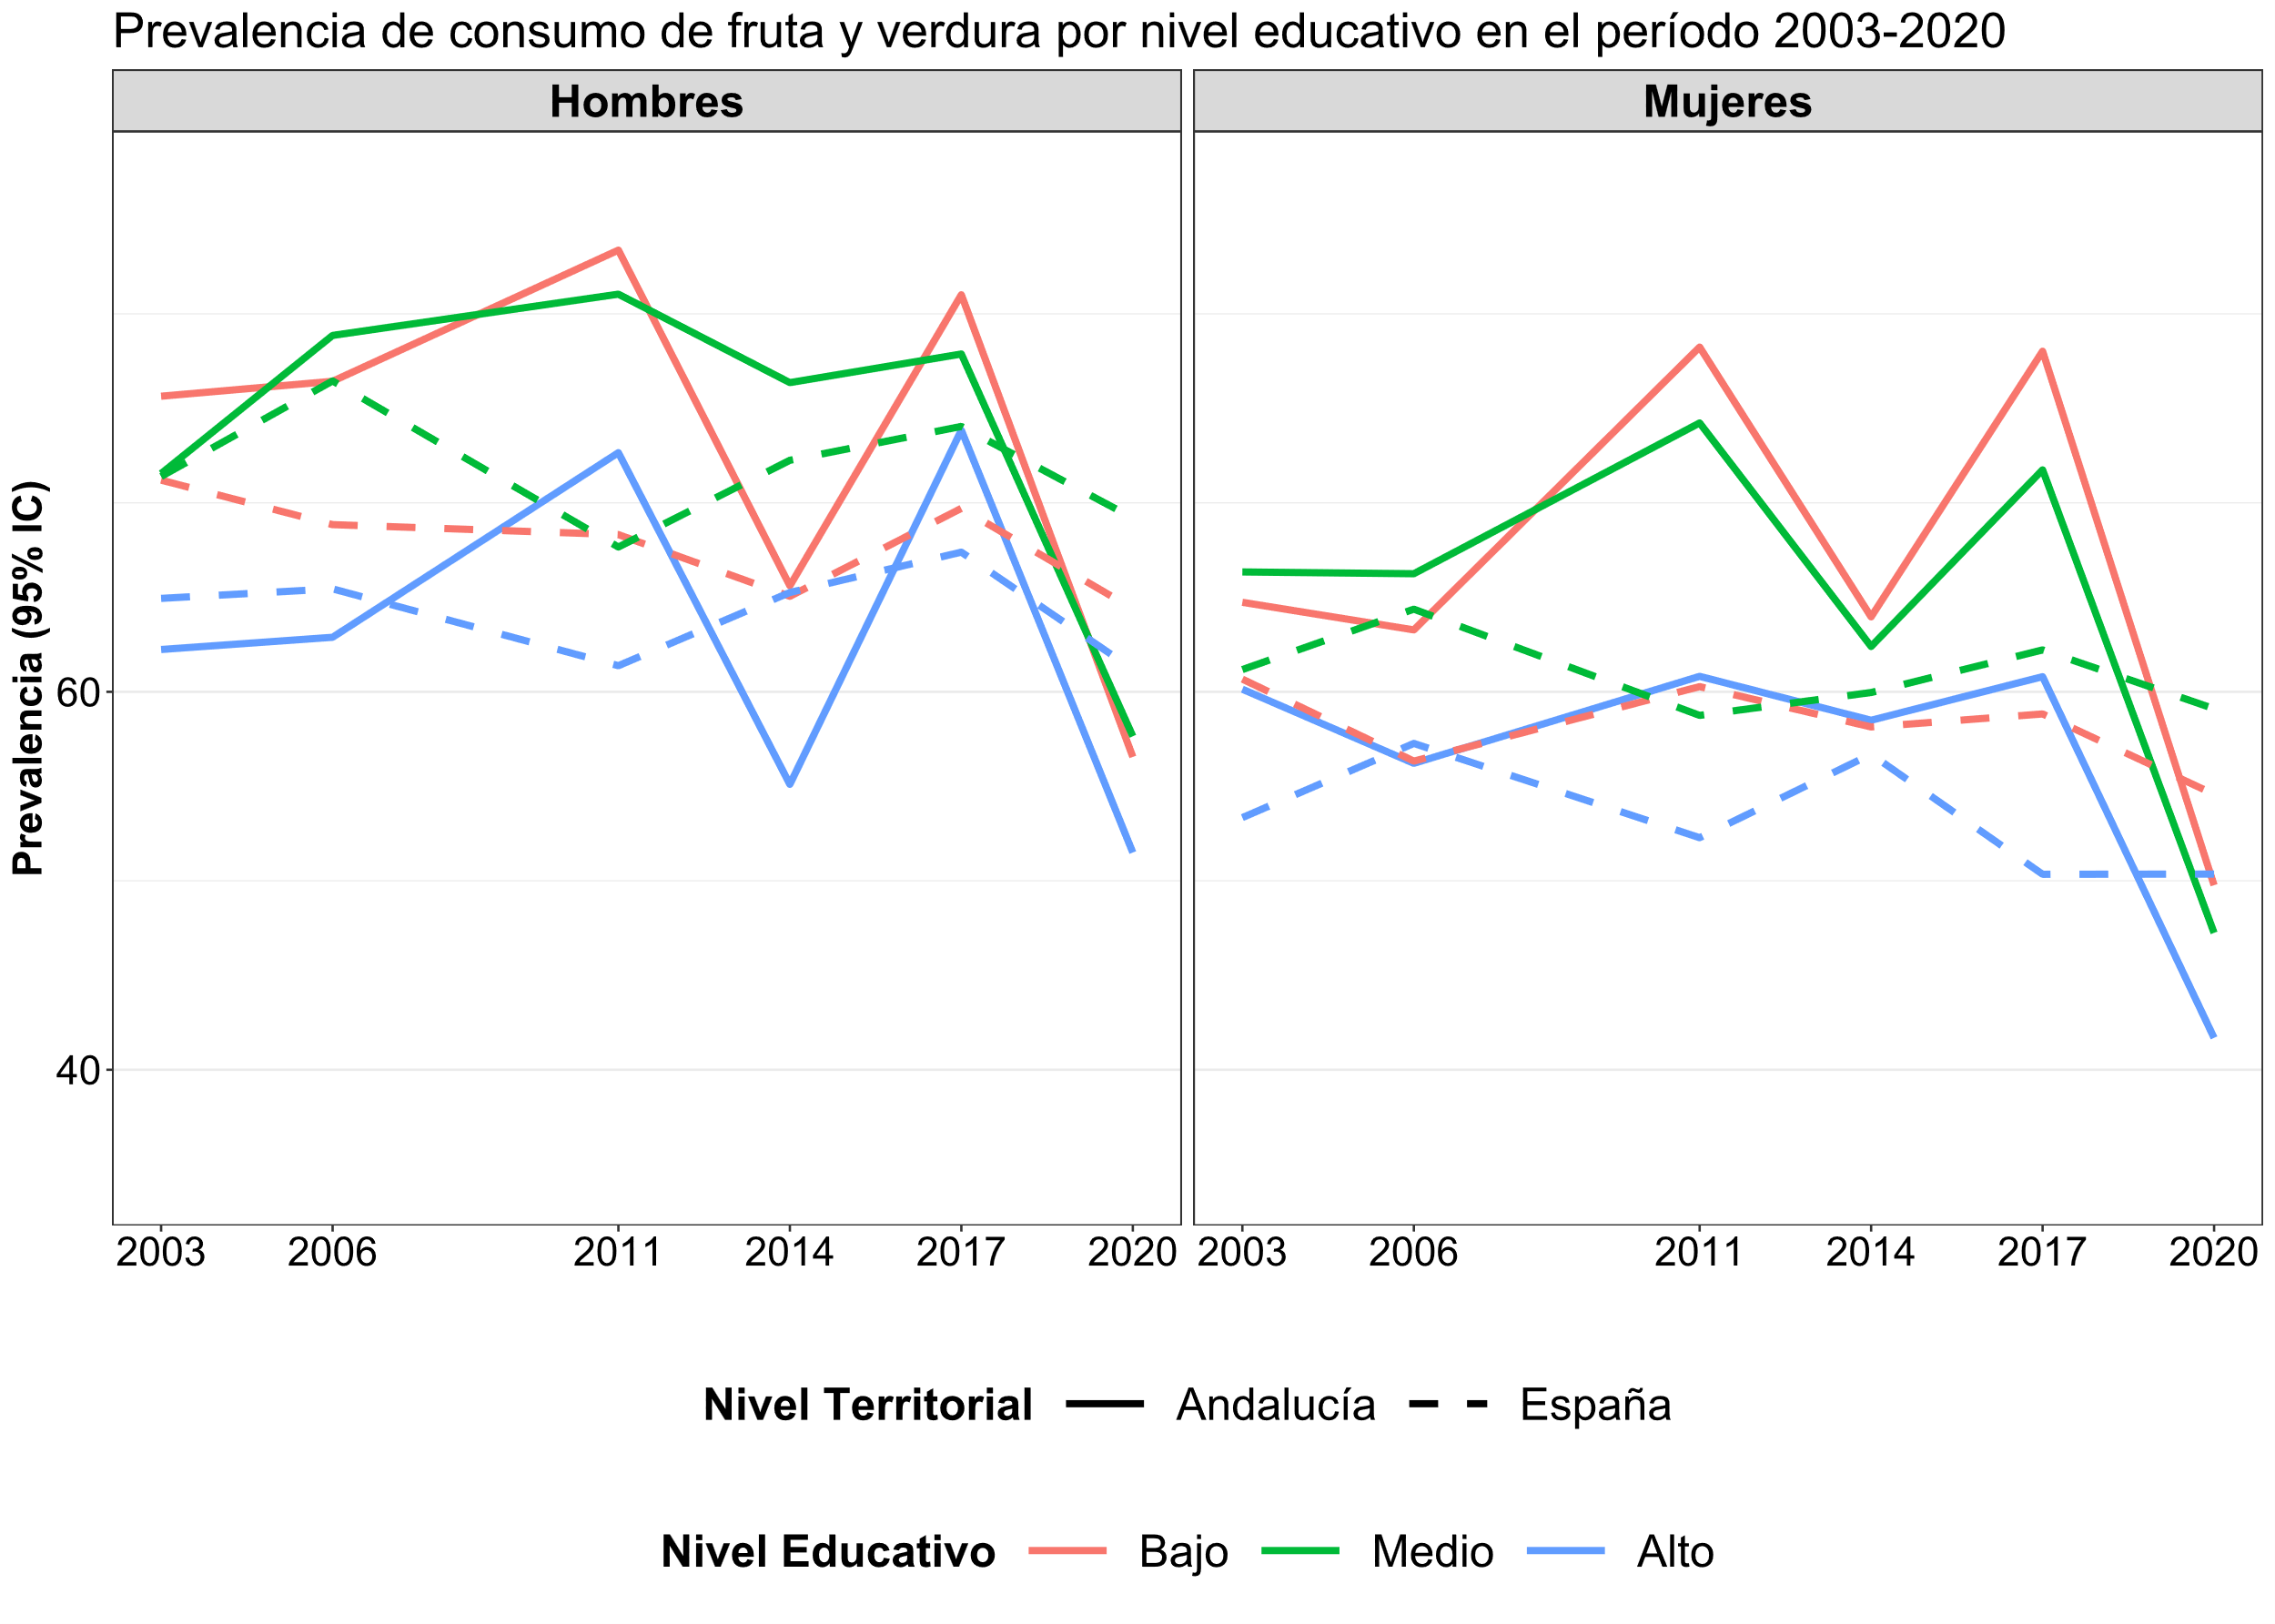 Prevalencia de consumo de fruta y verdura por nivel educativo en el período 2003-2020
Hombres
Mujeres
Prevalencia (95% IC)
60
40
2003 2006 2011 2014 2017 2020
2003 2006 2011 2014 2017 2020
Nivel Territorial Andalucía España
Nivel Educativo Bajo Medio Alto